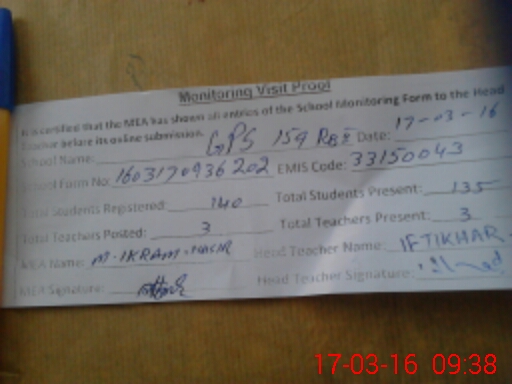 Monitoring Visit Proof
It is certified that the MEA has shown all entries of the School Monitoring Form to the Head
Teacher before its online submission.
School Name: GPS 159 RB II Date: 17-03-16
School Form No: 1603170936202 EMIS Code: 33150043
Total Students Registered: 140 Total Students Present: 135
Total Teachers Posted: 3 Total Teachers Present: 3
MEA Name: M. IKRAM. NASIR Head Teacher Name: IFTIKHAR
MEA Signature: Head Teacher Signature:
17-03-16 09:38